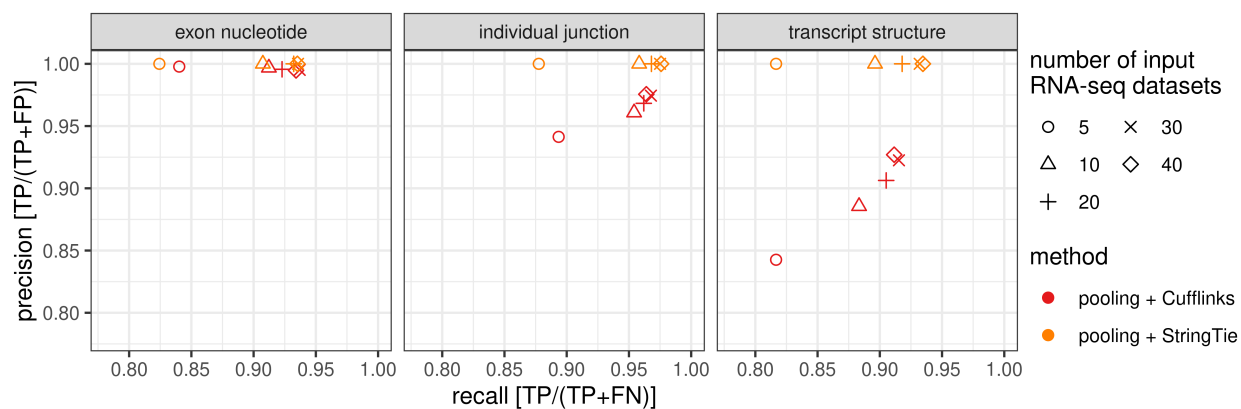 exon nucleotide
individual junction
transcript structure
precision [TP/(TP+FP)]
1.00
0.95
0.90
0.85
0.80
0.80 0.85 0.90 0.95 1.00
0.80 0.85 0.90 0.95 1.00
0.80 0.85 0.90 0.95 1.00
recall [TP/(TP+FN)]
number of input
RNA-seq datasets
5 30
10 40
20
method
pooling + Cufflinks
pooling + StringTie